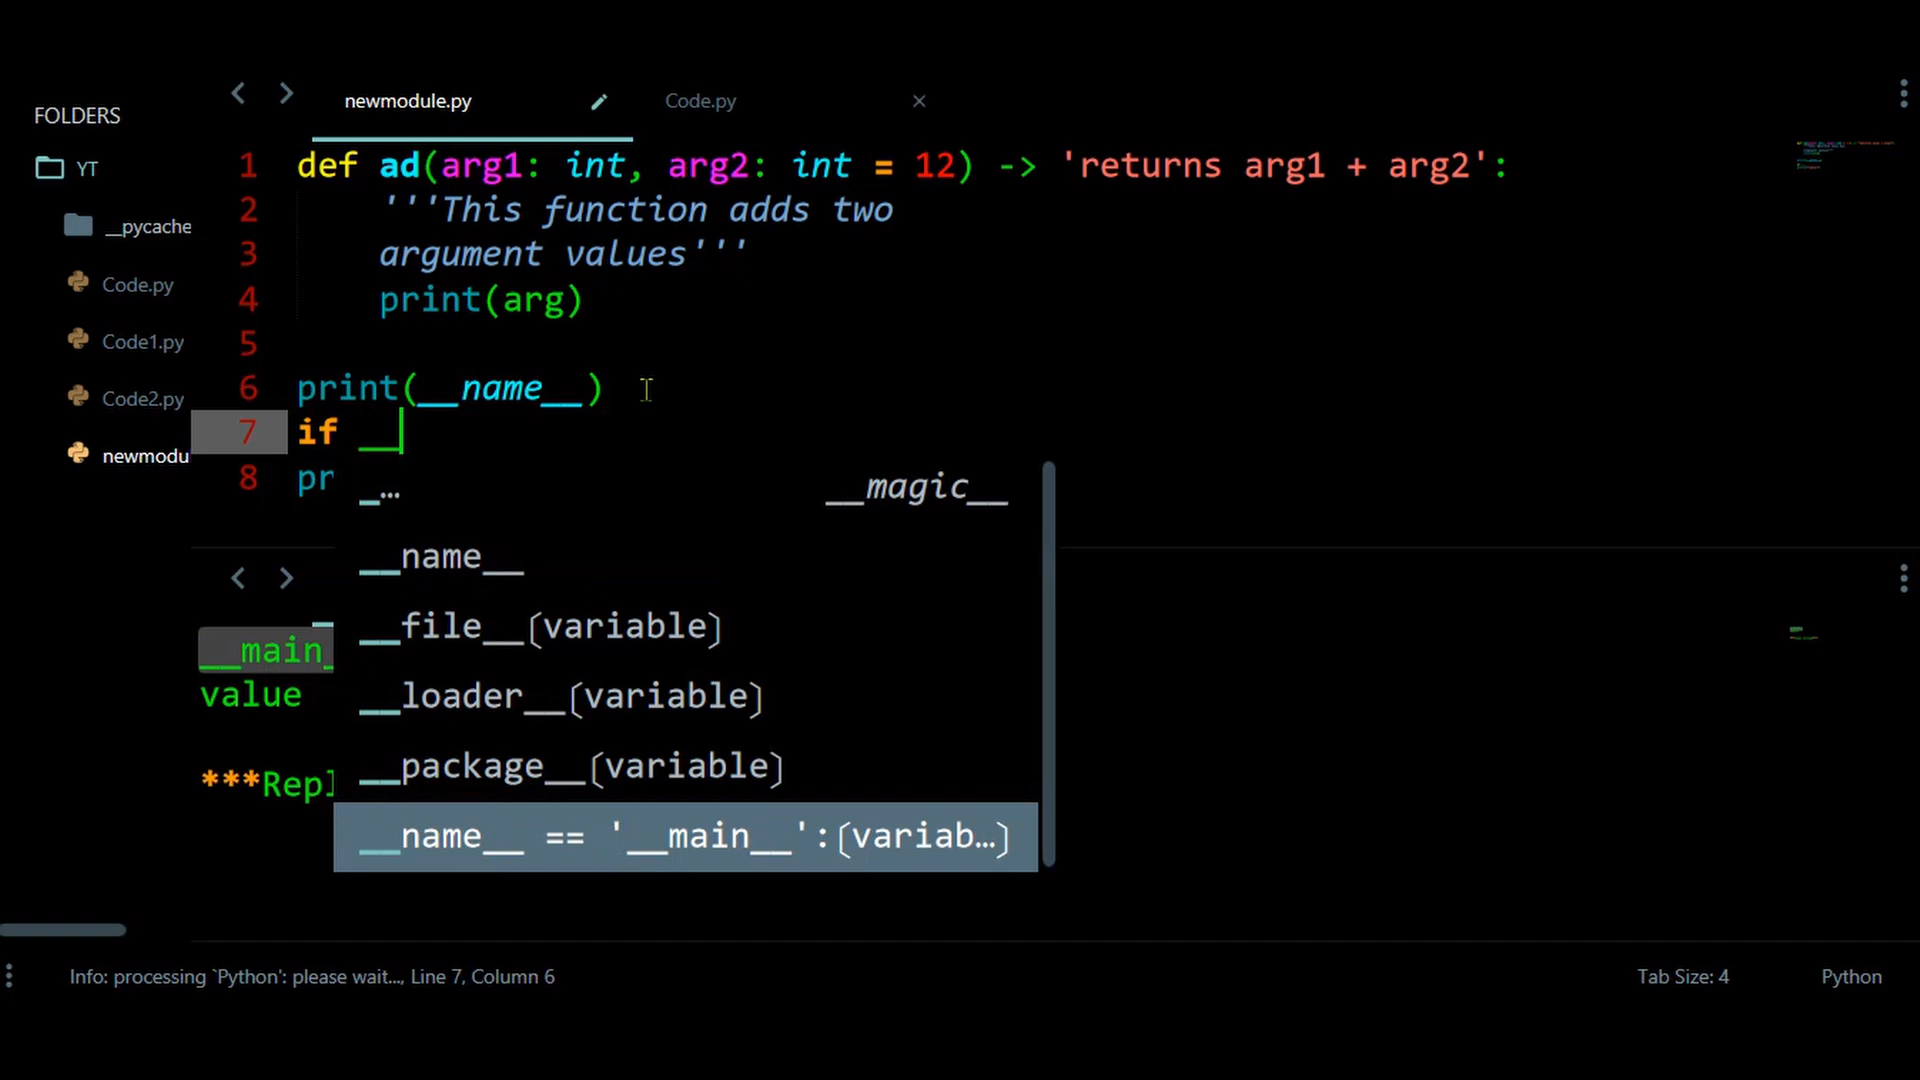 FOLDERS
YT
__pycache
Code.py
Code1.py
Code2.py
newmodu
newmodule.py
Code.py
1 def ad(arg1: int, arg2: int = 12) -> 'returns arg1 + arg2':
2 '''This function adds two
3 argument values'''
4 print(arg)
5
6 print(__name__)
7 if __
8 pr
_… __magic__
__name__
__file__(variable)
__loader__(variable)
__package__(variable)
__name__ == '__main__':(variab…)
__main_
value
***Repl
Info: processing `Python': please wait..., Line 7, Column 6
Tab Size: 4
Python